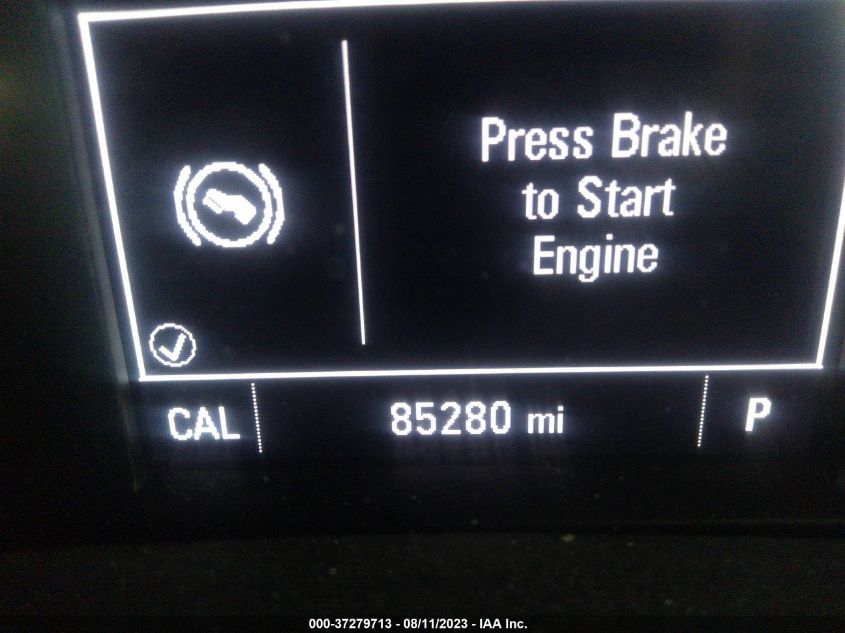 Press Brake
to Start
Engine
CAL 85280 mi P
000-37279713 - 08/11/2023 - IAA Inc.